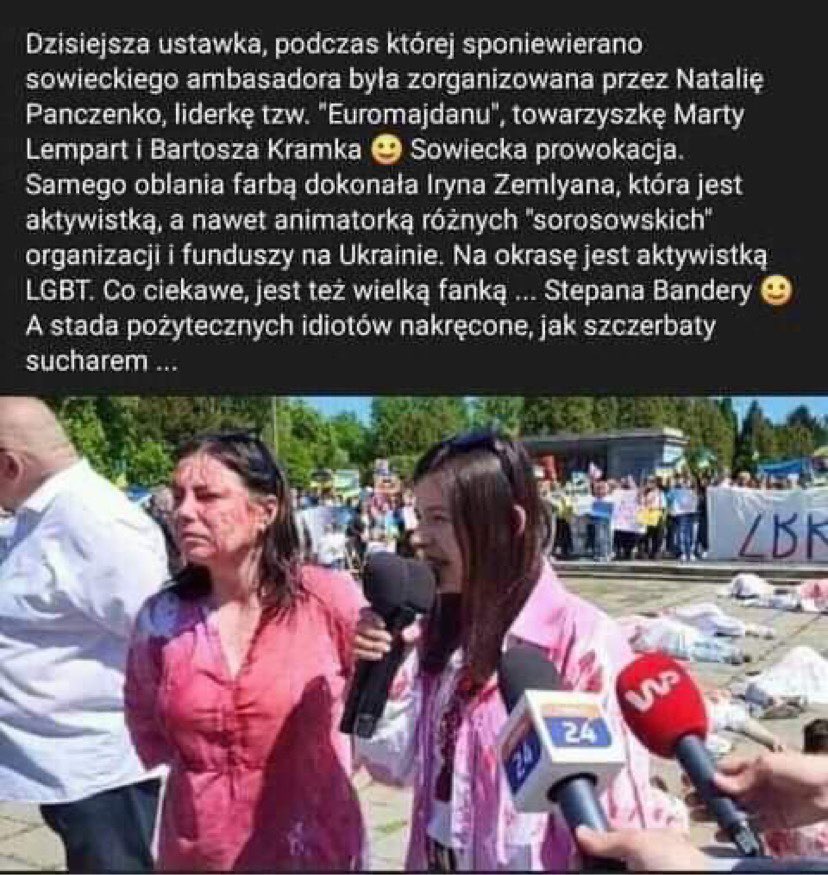 Dzisiejsza ustawka, podczas której sponiewierano
sowieckiego ambasadora była zorganizowana przez Natalię
Panczenko, liderkę tzw. "Euromajdanu", towarzyszkę Marty
Lempart i Bartosza Kramka 🙂 Sowiecka prowokacja.
Samego oblania farbą dokonała Iryna Zemlyana, która jest
aktywistką, a nawet animatorką różnych "sorosowskich"
organizacji i funduszy na Ukrainie. Na okrasę jest aktywistką
LGBT. Co ciekawe, jest też wielką fanką ... Stepana Bandery 🙂
A stada pożytecznych idiotów nakręcone, jak szczerbaty
sucharem ...
24
24
WP